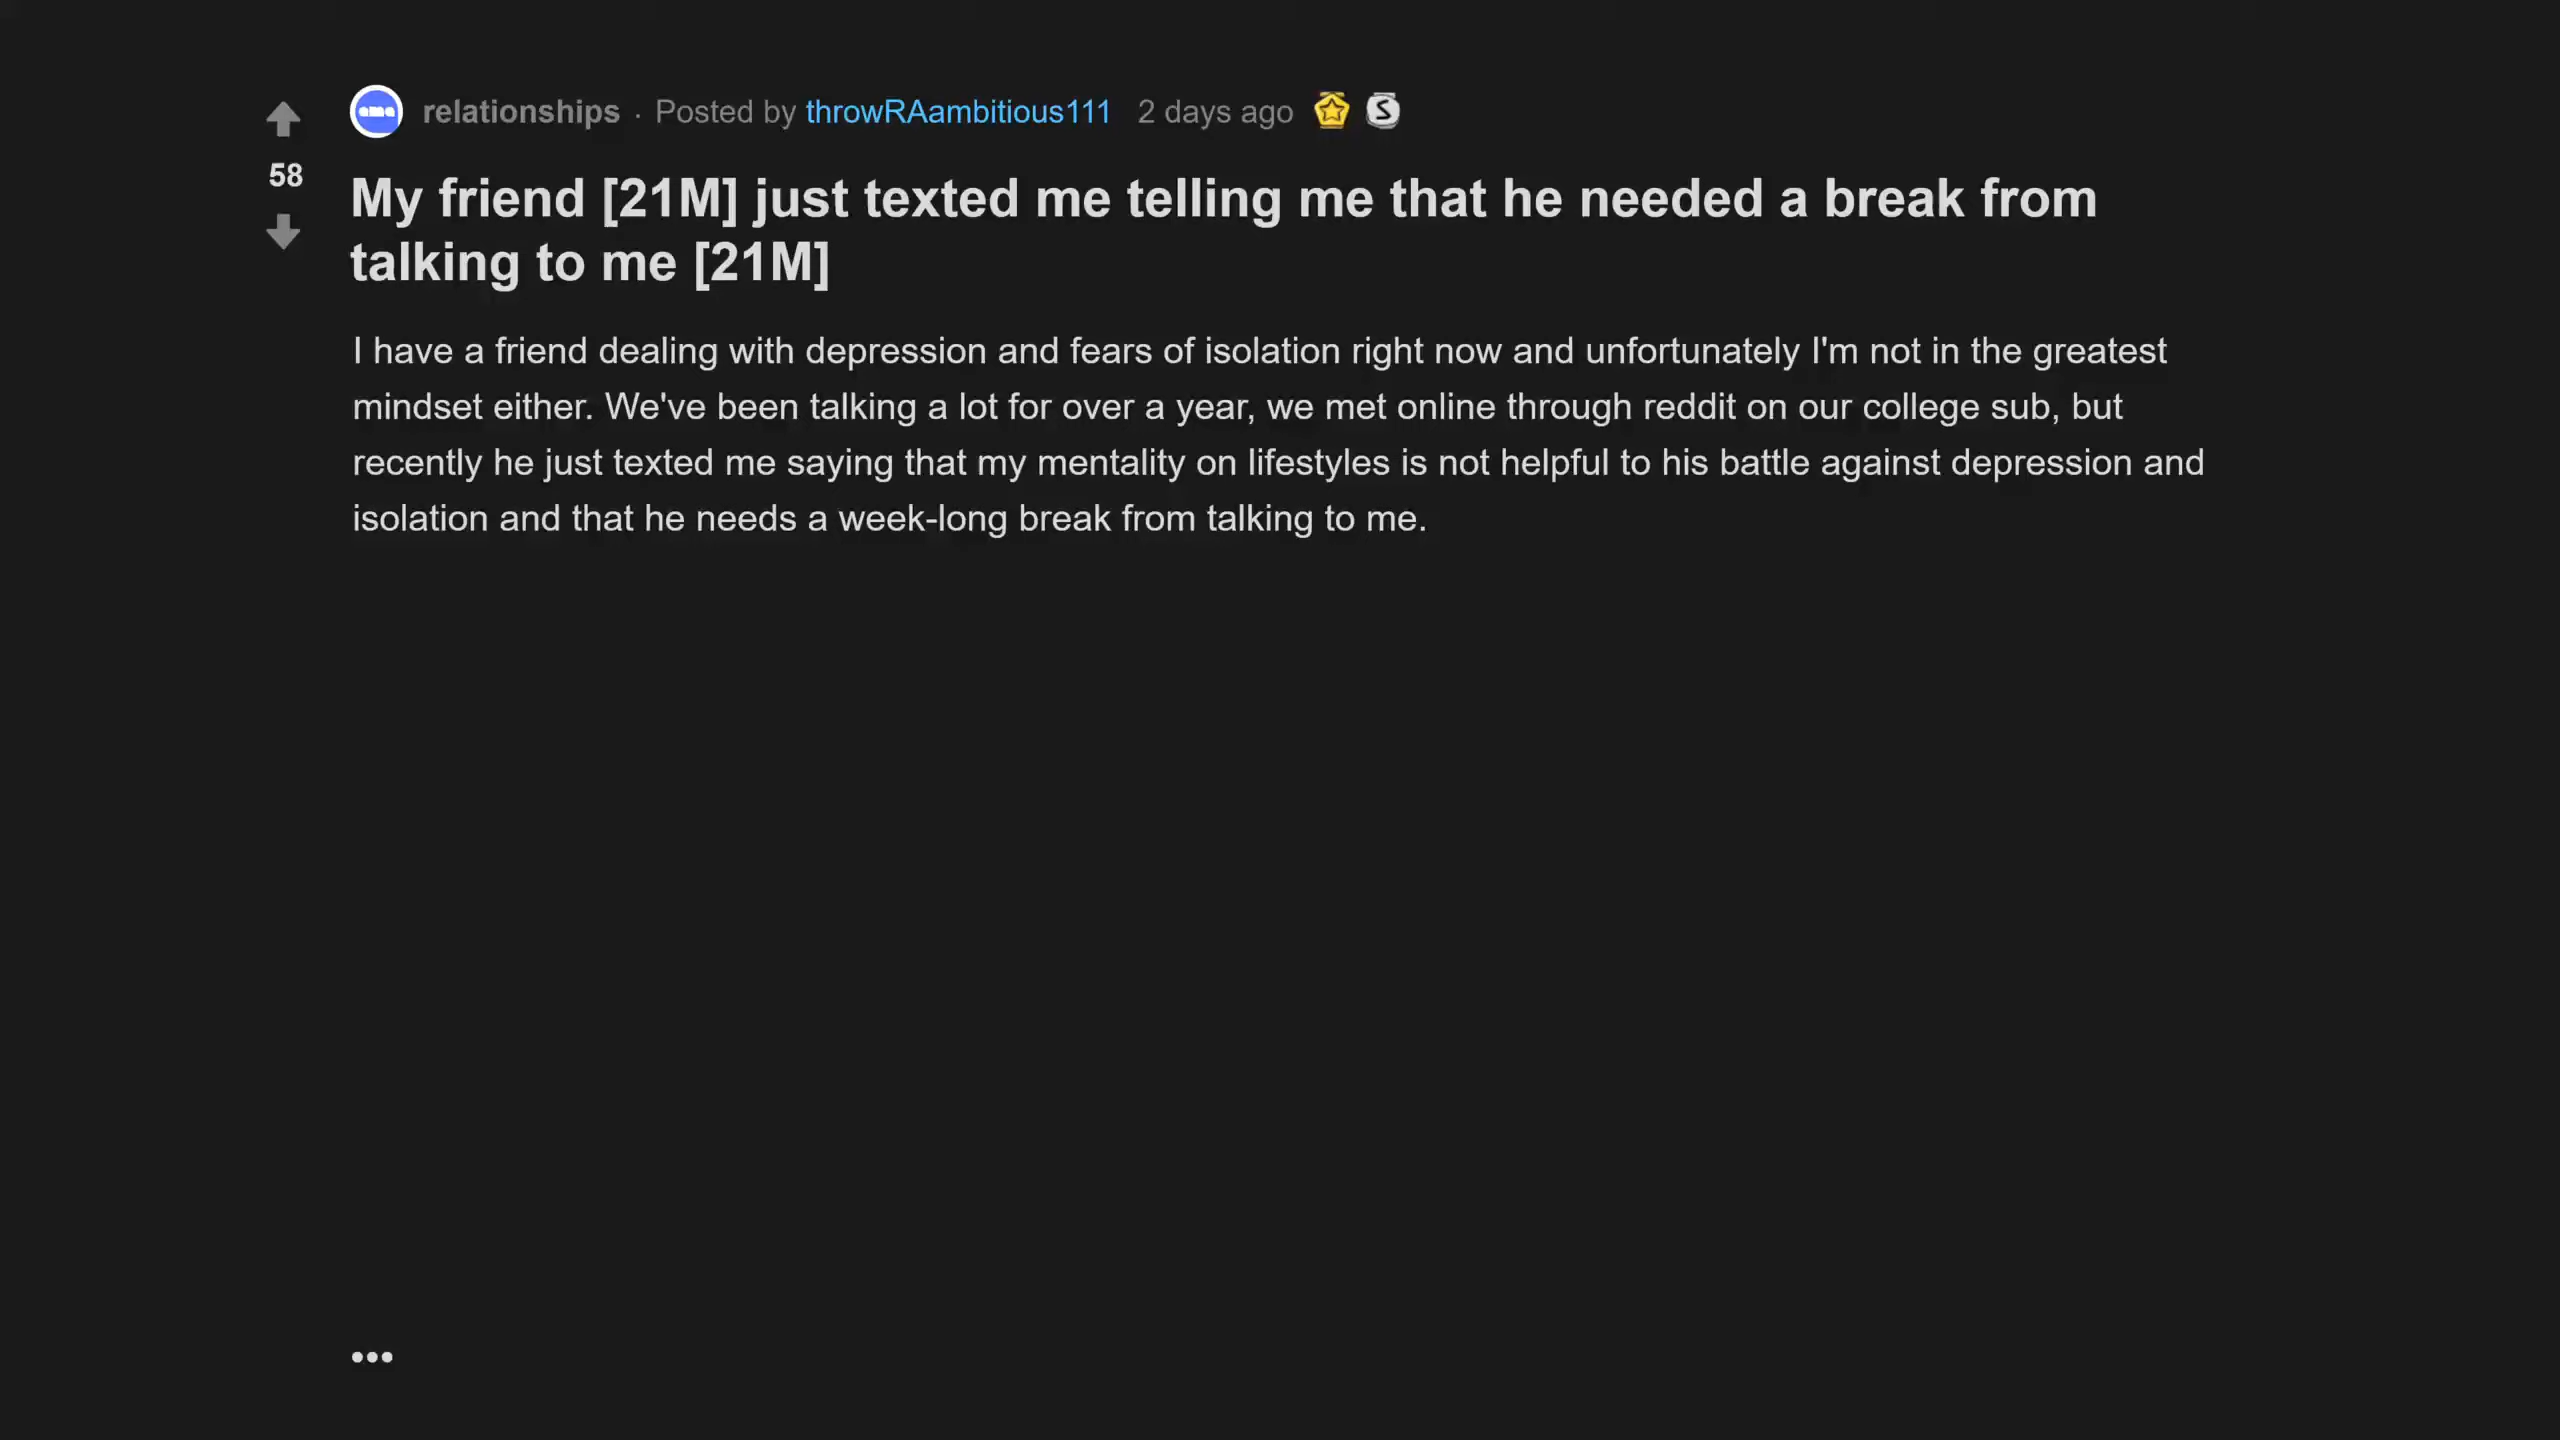 relationships · Posted by throwRAambitious111 2 days ago
58
My friend [21M] just texted me telling me that he needed a break from
talking to me [21M]
I have a friend dealing with depression and fears of isolation right now and unfortunately I'm not in the greatest
mindset either. We've been talking a lot for over a year, we met online through reddit on our college sub, but
recently he just texted me saying that my mentality on lifestyles is not helpful to his battle against depression and
isolation and that he needs a week-long break from talking to me.
•••